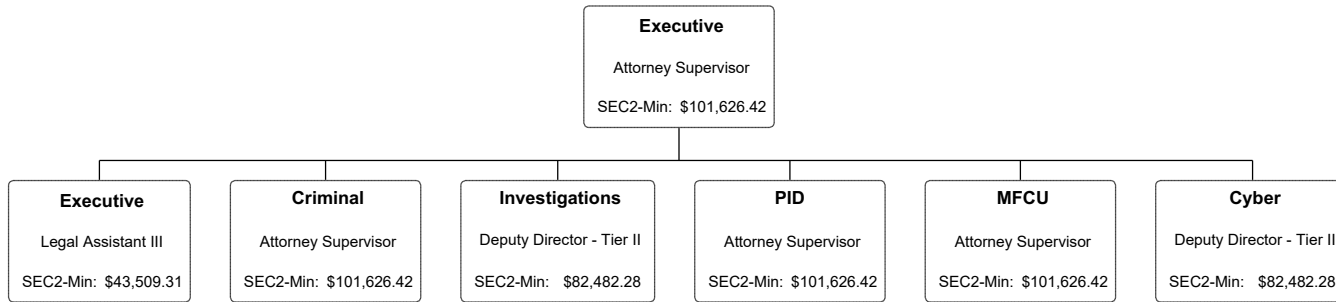 Executive
Attorney Supervisor
SEC2-Min: $101,626.42
Executive
Legal Assistant III
SEC2-Min: $43,509.31
Criminal
Attorney Supervisor
SEC2-Min: $101,626.42
Investigations
Deputy Director - Tier II
SEC2-Min: $82,482.28
PID
Attorney Supervisor
SEC2-Min: $101,626.42
MFCU
Attorney Supervisor
SEC2-Min: $101,626.42
Cyber
Deputy Director - Tier II
SEC2-Min: $82,482.28